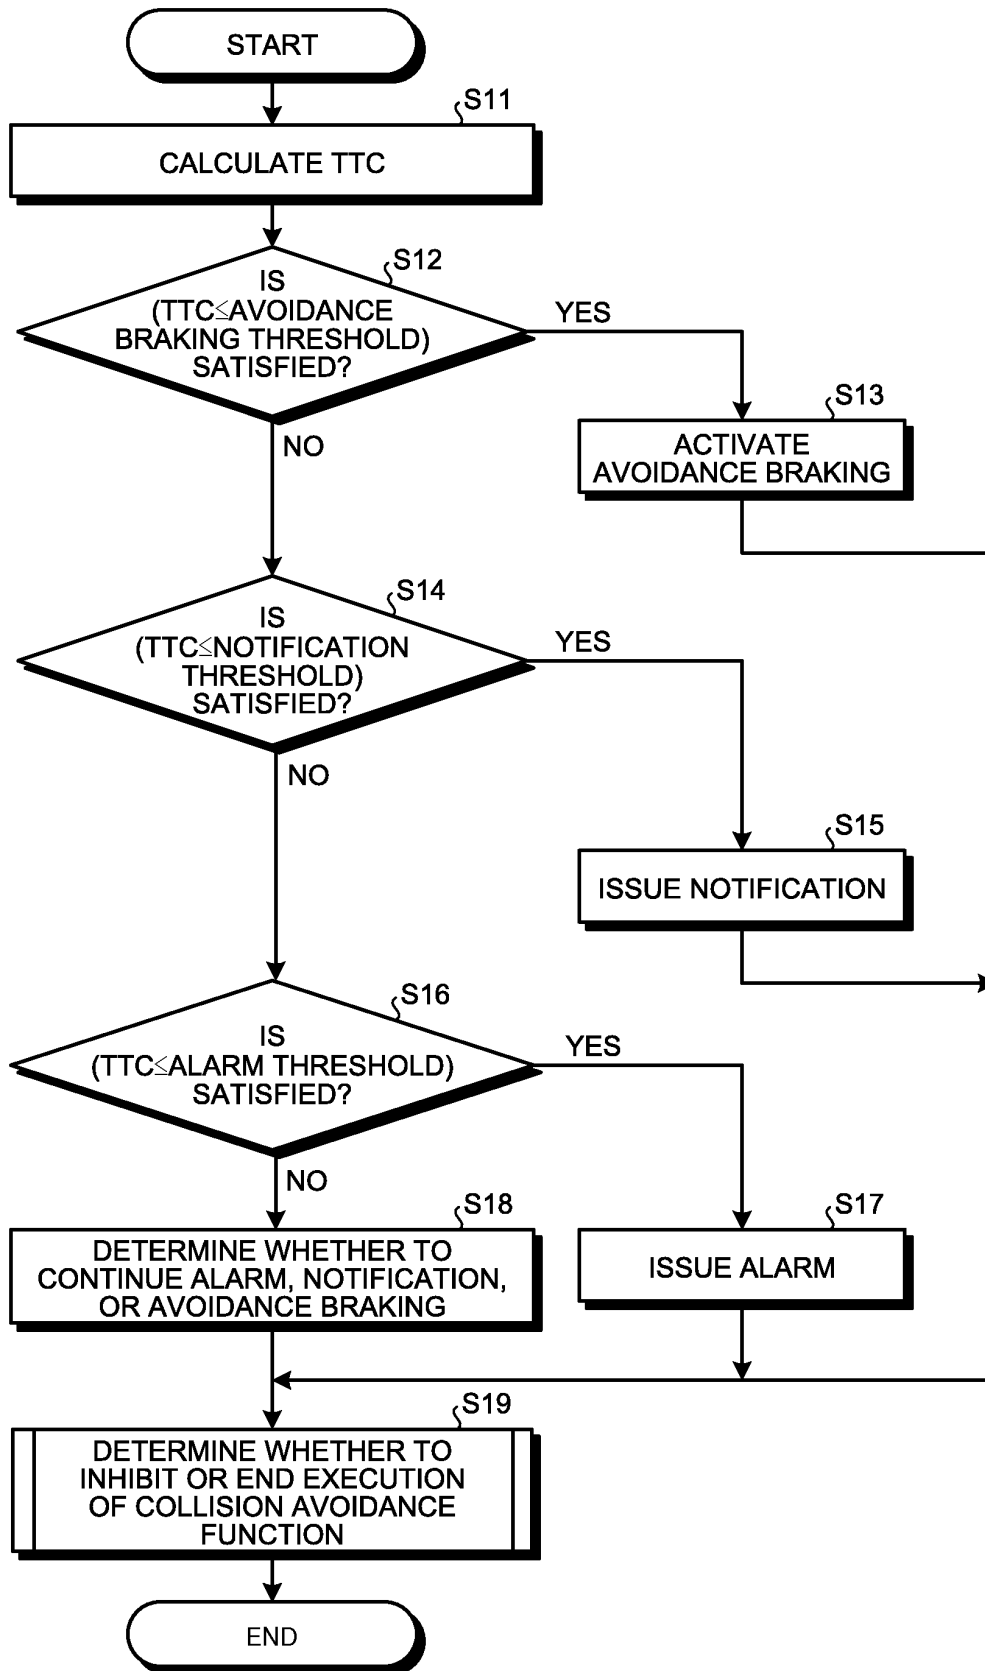 START
S11
CALCULATE TTC
S12
IS
(TTC≤AVOIDANCE
BRAKING THRESHOLD)
SATISFIED?
YES
NO
S13
ACTIVATE
AVOIDANCE BRAKING
S14
IS
(TTC≤NOTIFICATION
THRESHOLD)
SATISFIED?
YES
NO
S15
ISSUE NOTIFICATION
S16
IS
(TTC≤ALARM THRESHOLD)
SATISFIED?
YES
NO
S17
ISSUE ALARM
S18
DETERMINE WHETHER TO
CONTINUE ALARM, NOTIFICATION,
OR AVOIDANCE BRAKING
S19
DETERMINE WHETHER TO
INHIBIT OR END EXECUTION
OF COLLISION AVOIDANCE
FUNCTION
END